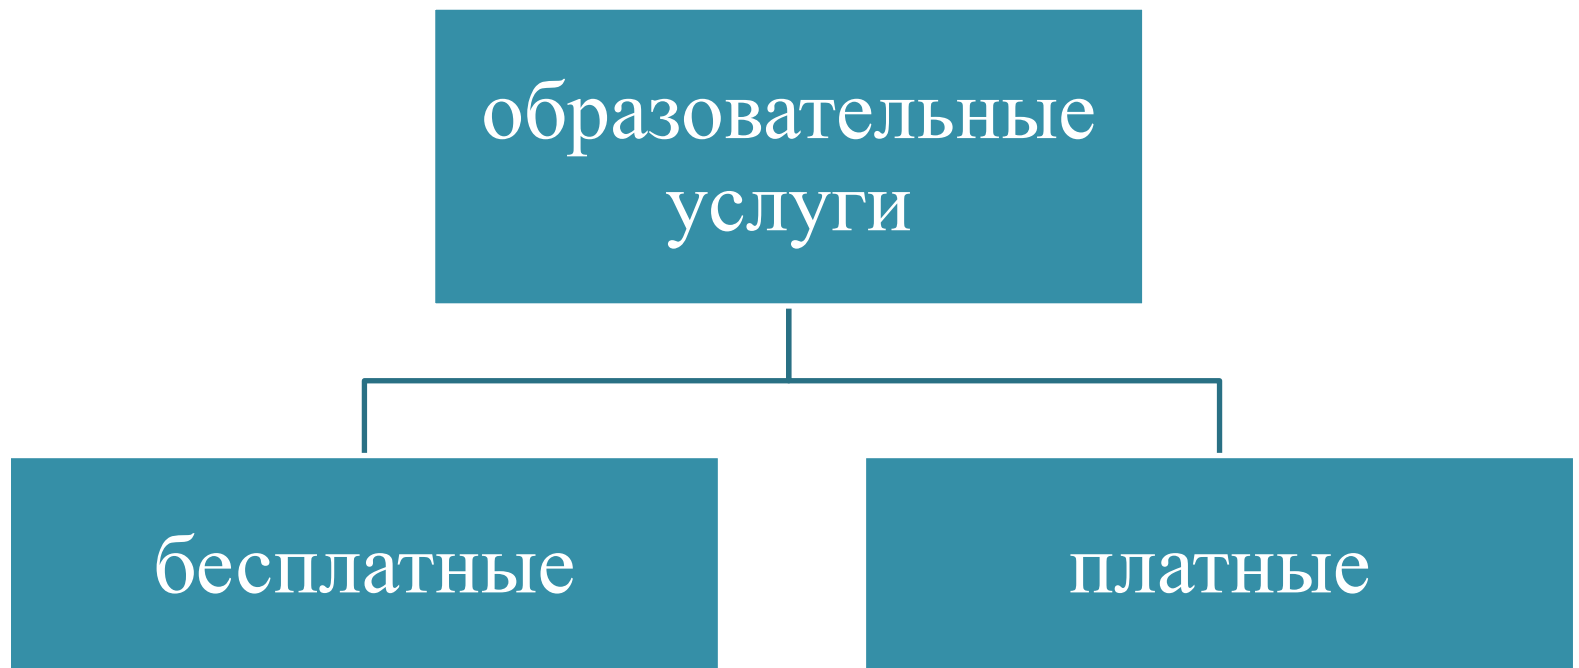 образовательные
услуги
бесплатные
платные